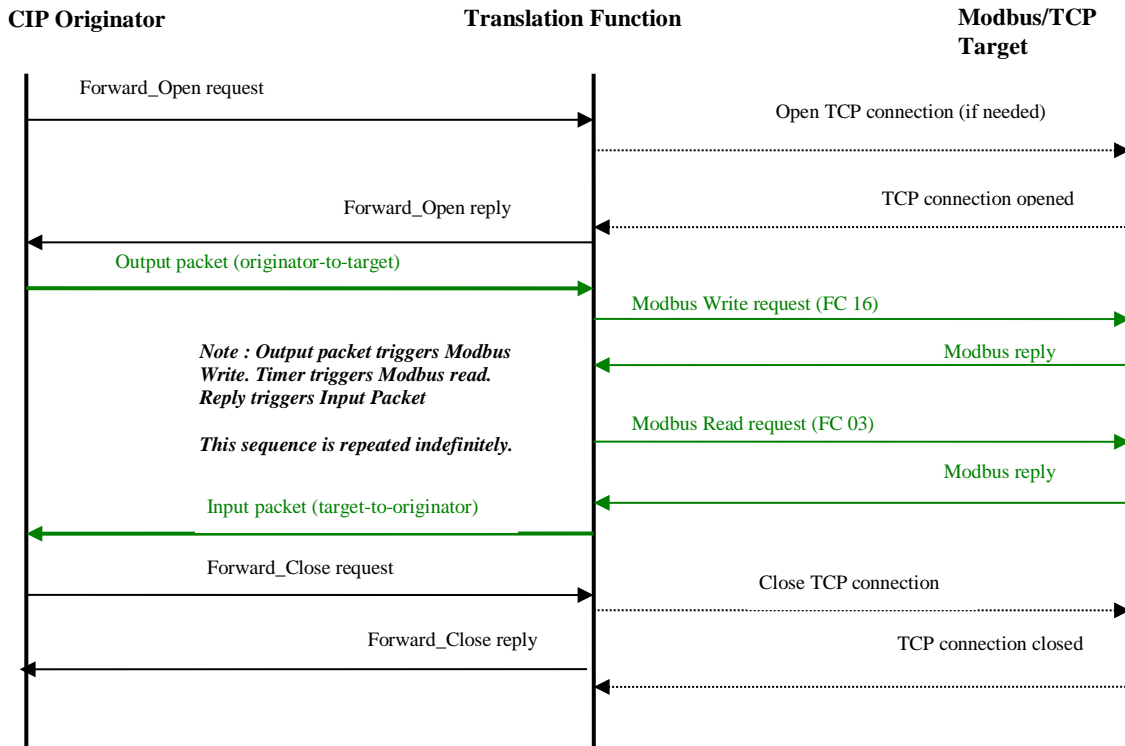 CIP Originator
Translation Function
Modbus/TCP
Target
Forward_Open request
Open TCP connection (if needed)
TCP connection opened
Forward_Open reply
Output packet (originator-to-target)
Modbus Write request (FC 16)
Note : Output packet triggers Modbus
Write. Timer triggers Modbus read.
Reply triggers Input Packet
This sequence is repeated indefinitely.
Modbus reply
Modbus Read request (FC 03)
Modbus reply
Input packet (target-to-originator)
Forward_Close request
Close TCP connection
Forward_Close reply
TCP connection closed